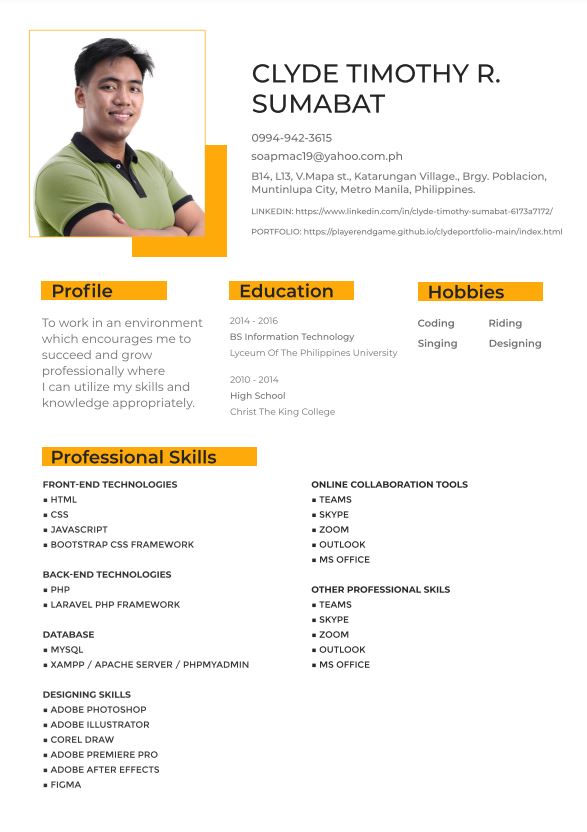 CLYDE TIMOTHY R.
SUMABAT
0994-942-3615
soapmac19@yahoo.com.ph
B14, L13, V.Mapa st., Katarungan Village., Brgy. Poblacion,
Muntinlupa City, Metro Manila, Philippines.
LINKEDIN: https://www.linkedin.com/in/clyde-timothy-sumabat-6173a7172/
PORTFOLIO: https://playerendgame.github.io/clydeportfolio-main/index.html
Profile
To work in an environment
which encourages me to
succeed and grow
professionally where
I can utilize my skills and
knowledge appropriately.
Education
2014 - 2016
BS Information Technology
Lyceum Of The Philippines University
2010 - 2014
High School
Christ The King College
Hobbies
Coding Riding
Singing Designing
Professional Skills
FRONT-END TECHNOLOGIES
▪ HTML
▪ CSS
▪ JAVASCRIPT
▪ BOOTSTRAP CSS FRAMEWORK
BACK-END TECHNOLOGIES
▪ PHP
▪ LARAVEL PHP FRAMEWORK
DATABASE
▪ MYSQL
▪ XAMPP / APACHE SERVER / PHPMYADMIN
DESIGNING SKILLS
▪ ADOBE PHOTOSHOP
▪ ADOBE ILLUSTRATOR
▪ COREL DRAW
▪ ADOBE PREMIERE PRO
▪ ADOBE AFTER EFFECTS
▪ FIGMA
ONLINE COLLABORATION TOOLS
▪ TEAMS
▪ SKYPE
▪ ZOOM
▪ OUTLOOK
▪ MS OFFICE
OTHER PROFESSIONAL SKILS
▪ TEAMS
▪ SKYPE
▪ ZOOM
▪ OUTLOOK
▪ MS OFFICE